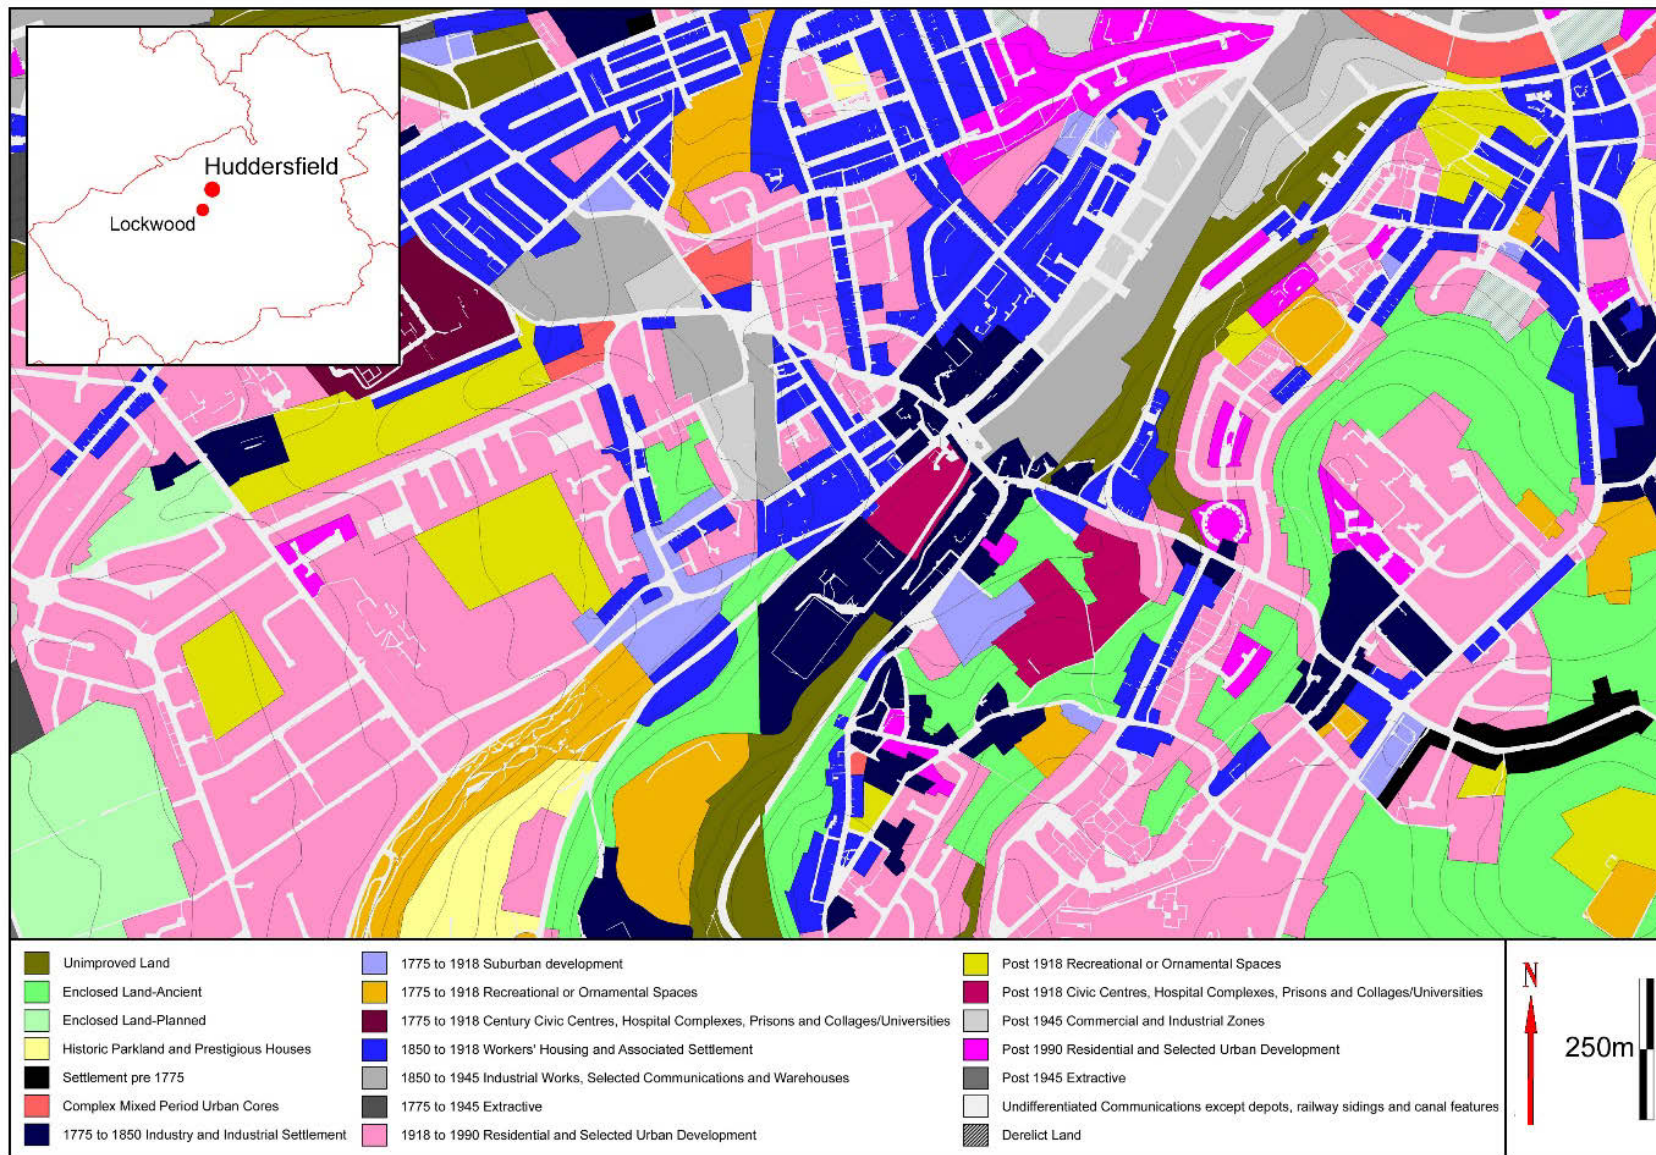 Huddersfield
Lockwood
Unimproved Land
Enclosed Land-Ancient
Enclosed Land-Planned
Historic Parkland and Prestigious Houses
Settlement pre 1775
Complex Mixed Period Urban Cores
1775 to 1850 Industry and Industrial Settlement
1775 to 1918 Suburban development
1775 to 1918 Recreational or Ornamental Spaces
1775 to 1918 Century Civic Centres, Hospital Complexes, Prisons and Collages/Universities
1850 to 1918 Workers' Housing and Associated Settlement
1850 to 1945 Industrial Works, Selected Communications and Warehouses
1775 to 1945 Extractive
1918 to 1990 Residential and Selected Urban Development
Post 1918 Recreational or Ornamental Spaces
Post 1918 Civic Centres, Hospital Complexes, Prisons and Collages/Universities
Post 1945 Commercial and Industrial Zones
Post 1990 Residential and Selected Urban Development
Post 1945 Extractive
Undifferentiated Communications except depots, railway sidings and canal features
Derelict Land
N
250m